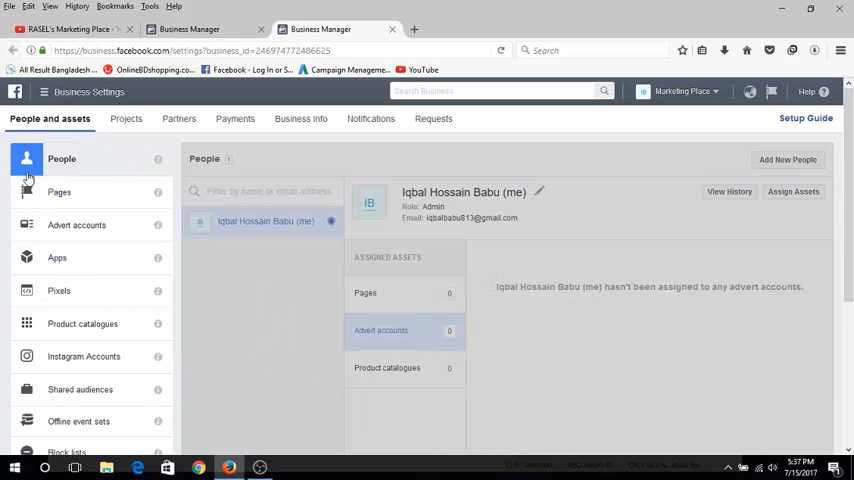 File Edit View History Bookmarks Tools Help
RASEL's Marketing Place - Y
Business Manager
Business Manager
https://business.facebook.com/settings?business_id=246974772486625
Search
All Result Bangladesh ...
OnlineBDshopping.co...
Facebook - Log In or S...
Campaign Manageme...
YouTube
Business Settings
Search Business
Marketing Place
Help
People and assets
Projects
Partners
Payments
Business Info
Notifications
Requests
Setup Guide
People
Pages
Advert accounts
Apps
Pixels
Product catalogues
Instagram Accounts
Shared audiences
Offline event sets
Block lists
People 1
Add New People
Filter by name or email address
Iqbal Hossain Babu (me)
iB
Iqbal Hossain Babu (me)
Role: Admin
Email: iqbalbabu813@gmail.com
View History
Assign Assets
ASSIGNED ASSETS
Pages 0
Advert accounts 0
Product catalogues 0
Iqbal Hossain Babu (me) hasn't been assigned to any advert accounts.
5:37 PM
7/15/2017